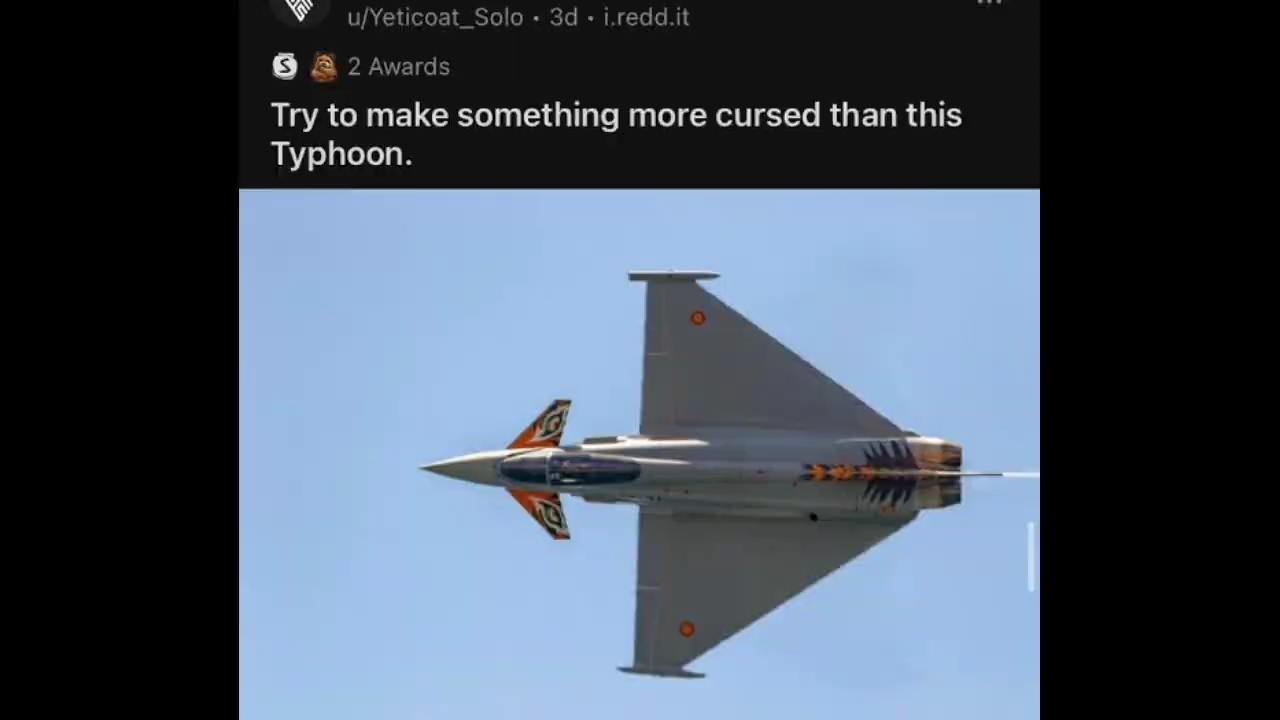 u/Yeticoat_Solo • 3d • i.redd.it
2 Awards
Try to make something more cursed than this
Typhoon.